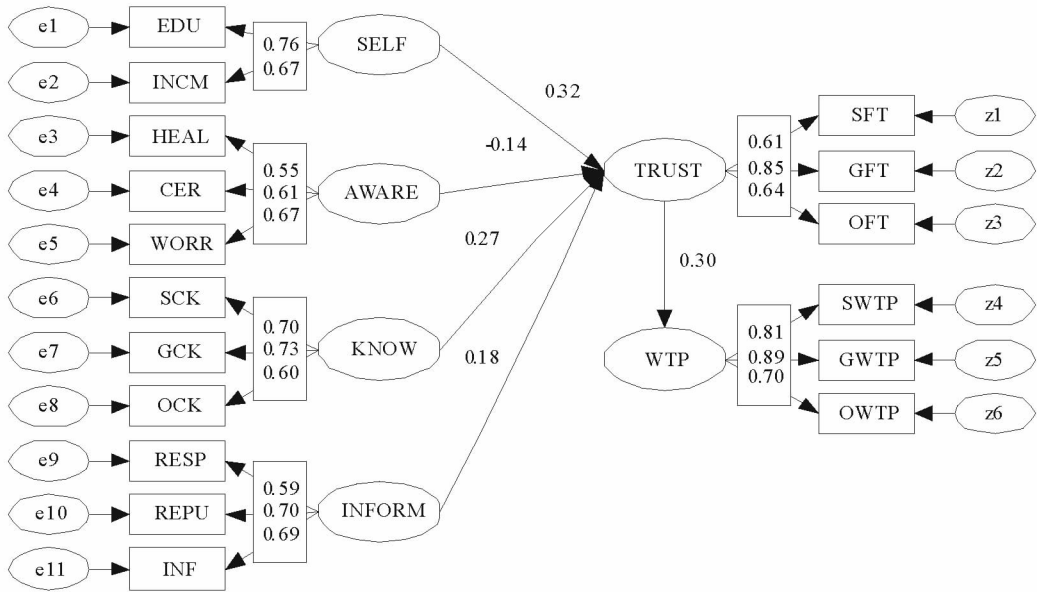 e1
EDU
0.76
0.67
SELF
e2
INCM
0.32
e3
HEAL
-0.14
e4
CER
0.55
0.61
0.67
AWARE
e5
WORR
0.27
TRUST
0.61
0.85
0.64
SFT
z1
GFT
z2
OFT
z3
0.30
e6
SCK
e7
GCK
0.70
0.73
0.60
KNOW
e8
OCK
0.18
WTP
0.81
0.89
0.70
SWTP
z4
GWTP
z5
OWTP
z6
e9
RESP
e10
REPU
0.59
0.70
0.69
INFORM
e11
INF